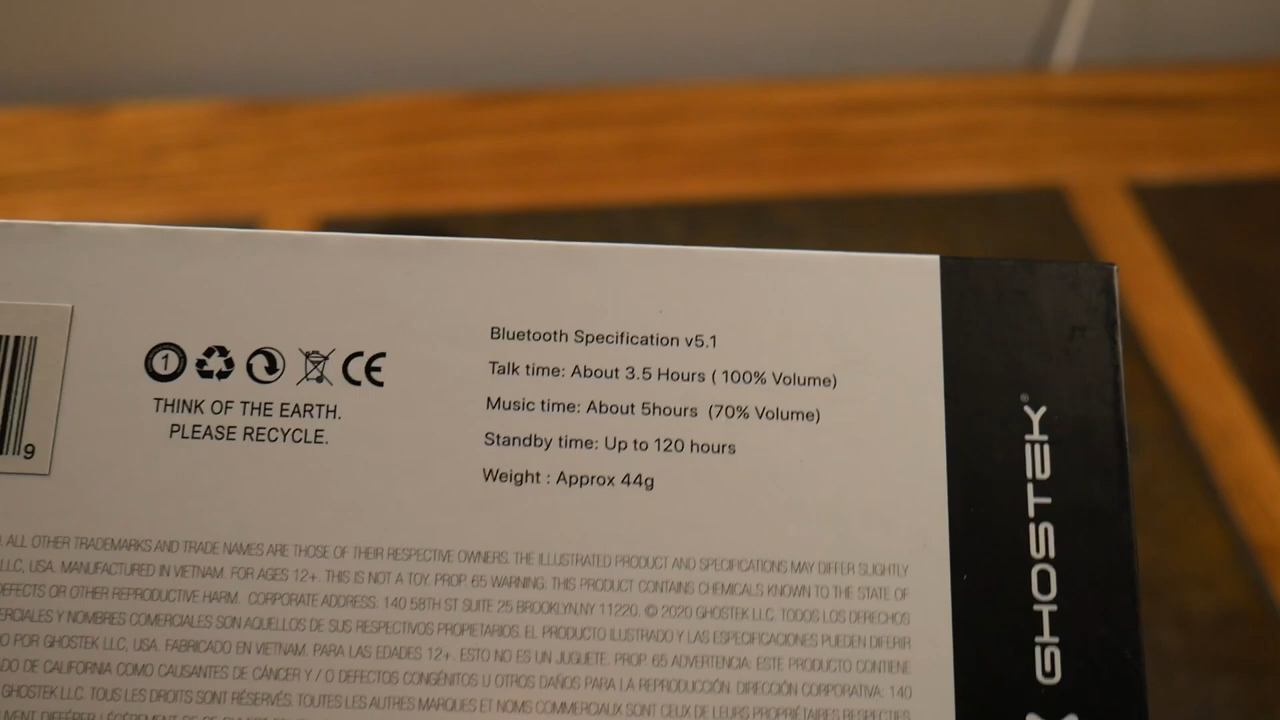 Bluetooth Specification v5.1
Talk time: About 3.5 Hours ( 100% Volume)
Music time: About 5hours (70% Volume)
Standby time: Up to 120 hours
Weight : Approx 44g
1
CE
THINK OF THE EARTH.
PLEASE RECYCLE.
9
GHOSTEK®
ALL OTHER TRADEMARKS AND TRADE NAMES ARE THOSE OF THEIR RESPECTIVE OWNERS. THE ILLUSTRATED PRODUCT AND SPECIFICATIONS MAY DIFFER SLIGHTLY
LLC, USA. MANUFACTURED IN VIETNAM. FOR AGES 12+. THIS IS NOT A TOY. PROP. 65 WARNING: THIS PRODUCT CONTAINS CHEMICALS KNOWN TO THE STATE OF
DEFECTS OR OTHER REPRODUCTIVE HARM. CORPORATE ADDRESS: 140 58TH ST SUITE 25 BROOKLYN,NY 11220. © 2020 GHOSTEK LLC. TODOS LOS DERECHOS
ERCIALES Y NOMBRES COMERCIALES SON AQUELLOS DE SUS RESPECTIVOS PROPIETARIOS. EL PRODUCTO ILUSTRADO Y LAS ESPECIFICACIONES PUEDEN DIFERIR
O POR GHOSTEK LLC, USA. FABRICADO EN VIETNAM. PARA LAS EDADES 12+. ESTO NO ES UN JUGUETE. PROP. 65 ADVERTENCIA: ESTE PRODUCTO CONTIENE
ADO DE CALIFORNIA COMO CAUSANTES DE CÁNCER Y / O DEFECTOS CONGÉNITOS U OTROS DAÑOS PARA LA REPRODUCCIÓN. DIRECCIÓN CORPORATIVA: 140
GHOSTEK LLC. TOUS LES DROITS SONT RÉSERVÉS. TOUTES LES AUTRES MARQUES ET NOMS COMMERCIAUX SONT CEUX DE LEURS PROPRIÉTAIRES RESPECTIFS